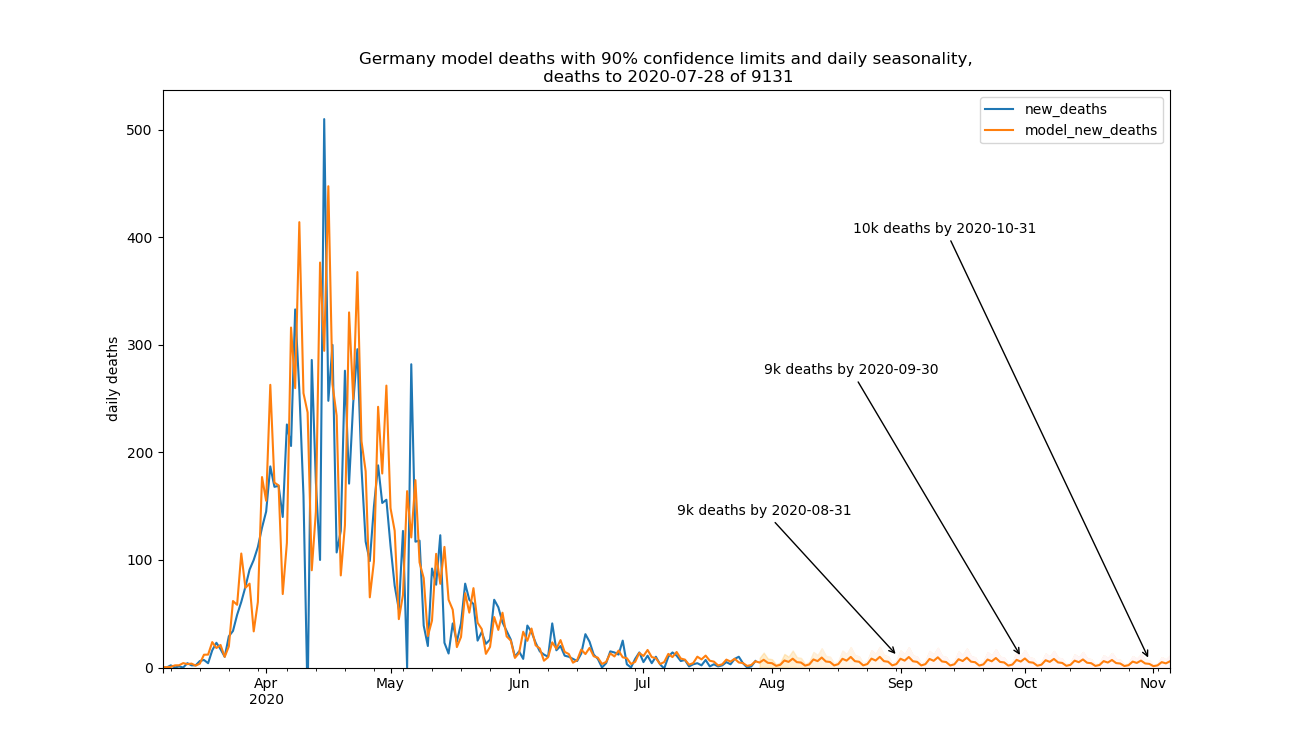 Germany model deaths with 90% confidence limits and daily seasonality,
deaths to 2020-07-28 of 9131
new_deaths
model_new_deaths
500
400
300
200
100
0
daily deaths
10k deaths by 2020-10-31
9k deaths by 2020-09-30
9k deaths by 2020-08-31
Apr
2020
May
Jun
Jul
Aug
Sep
Oct
Nov